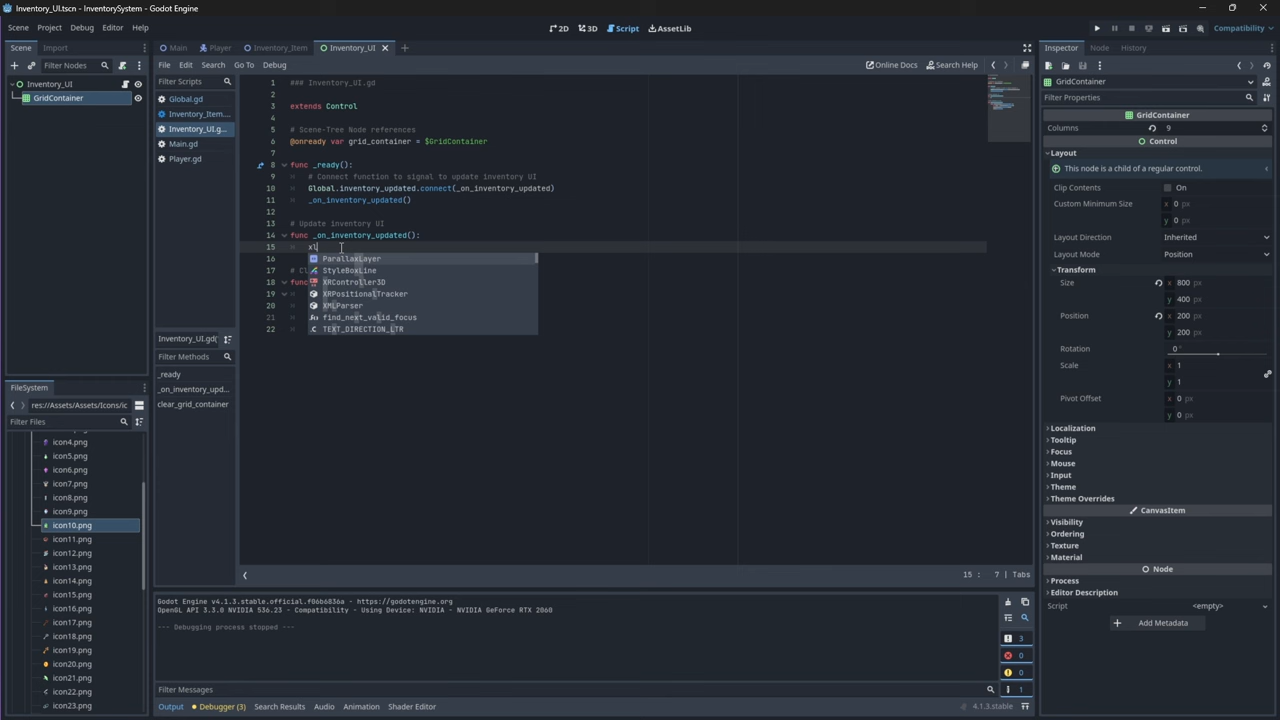 Inventory_UI.tscn - InventorySystem - Godot Engine
Scene Project Debug Editor Help
2D 3D Script AssetLib
Compatibility
Scene Import
Filter Nodes
Inventory_UI
GridContainer
Main Player Inventory_Item Inventory_UI
File Edit Search Go To Debug
Online Docs Search Help
Filter Scripts
Global.gd
Inventory_Item....
Inventory_UI.g...
Main.gd
Player.gd
Inventory_UI.gd(
Filter Methods
_ready
_on_inventory_upd...
clear_grid_container
1 ### Inventory_UI.gd
2
3 extends Control
4
5 # Scene-Tree Node references
6 @onready var grid_container = $GridContainer
7
8 func _ready():
9 # Connect function to signal to update inventory UI
10 Global.inventory_updated.connect(_on_inventory_updated)
11 _on_inventory_updated()
12
13 # Update inventory UI
14 func _on_inventory_updated():
15 xl
16 ParallaxLayer
StyleBoxLine
17 # Cl
18 func XRController3D
19 XRPositionalTracker
20 XMLParser
21 find_next_valid_focus
22 TEXT_DIRECTION_LTR
15 : 7 | Tabs
Godot Engine v4.1.3.stable.official.f06b6836a - https://godotengine.org
OpenGL API 3.3.0 NVIDIA 536.23 - Compatibility - Using Device: NVIDIA - NVIDIA GeForce RTX 2060
--- Debugging process stopped ---
3
0
0
1
Filter Messages
Output Debugger (3) Search Results Audio Animation Shader Editor
4.1.3.stable
FileSystem
res://Assets/Assets/Icons/ic
Filter Files
icon4.png
icon5.png
icon6.png
icon7.png
icon8.png
icon9.png
icon10.png
icon11.png
icon12.png
icon13.png
icon14.png
icon15.png
icon16.png
icon17.png
icon18.png
icon19.png
icon20.png
icon21.png
icon22.png
icon23.png
Inspector Node History
GridContainer
Filter Properties
GridContainer
Columns 9
Control
Layout
This node is a child of a regular control.
Clip Contents On
Custom Minimum Size x 0 px
y 0 px
Layout Direction Inherited
Layout Mode Position
Transform
Size x 800 px
y 400 px
Position x 200 px
y 200 px
Rotation 0 °
Scale x 1
y 1
Pivot Offset x 0 px
y 0 px
Localization
Tooltip
Focus
Mouse
Input
Theme
Theme Overrides
CanvasItem
Visibility
Ordering
Texture
Material
Node
Process
Editor Description
Script <empty>
Add Metadata